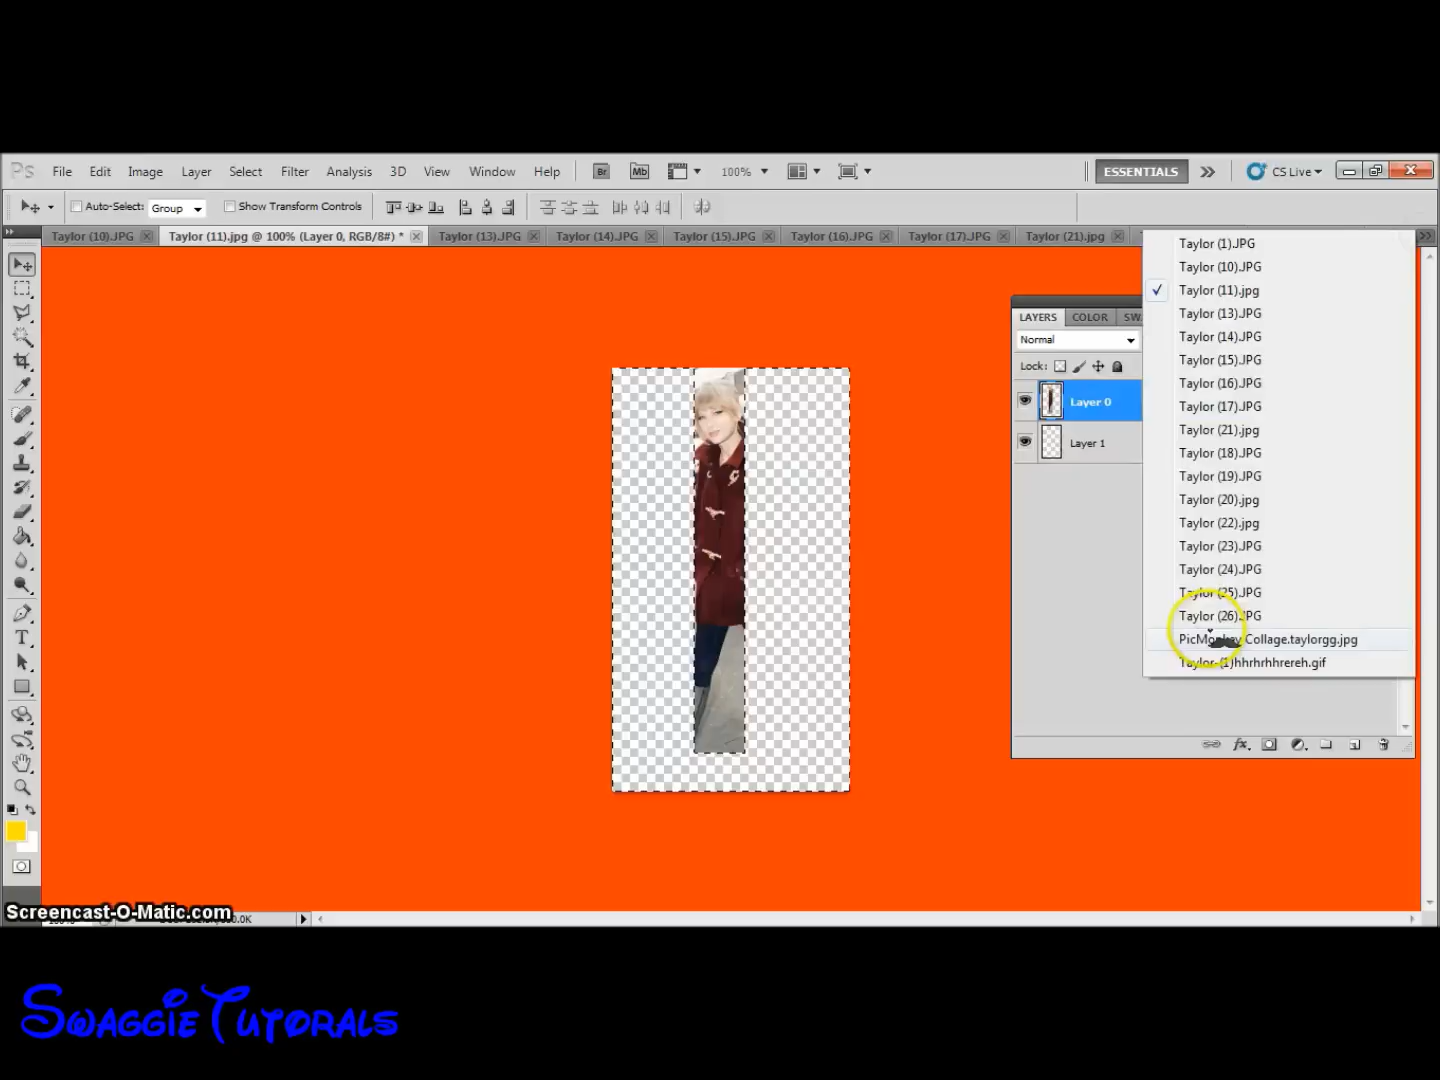 Ps File Edit Image Layer Select Filter Analysis 3D View Window Help Br Mb 100% ESSENTIALS CS Live
Auto-Select: Group Show Transform Controls
Taylor (10).JPG Taylor (11).jpg @ 100% (Layer 0, RGB/8#) * Taylor (13).JPG Taylor (14).JPG Taylor (15).JPG Taylor (16).JPG Taylor (17).JPG Taylor (21).jpg
Taylor (1).JPG
Taylor (10).JPG
Taylor (11).jpg
Taylor (13).JPG
Taylor (14).JPG
Taylor (15).JPG
Taylor (16).JPG
Taylor (17).JPG
Taylor (21).jpg
Taylor (18).JPG
Taylor (19).JPG
Taylor (20).jpg
Taylor (22).jpg
Taylor (23).JPG
Taylor (24).JPG
Taylor (25).JPG
Taylor (26).JPG
PicMonkey Collage.taylorgg.jpg
LAYERS COLOR SW
Normal
Lock:
Layer 0
Layer 1
Screencast-O-Matic.com
Swaggie Tutorals